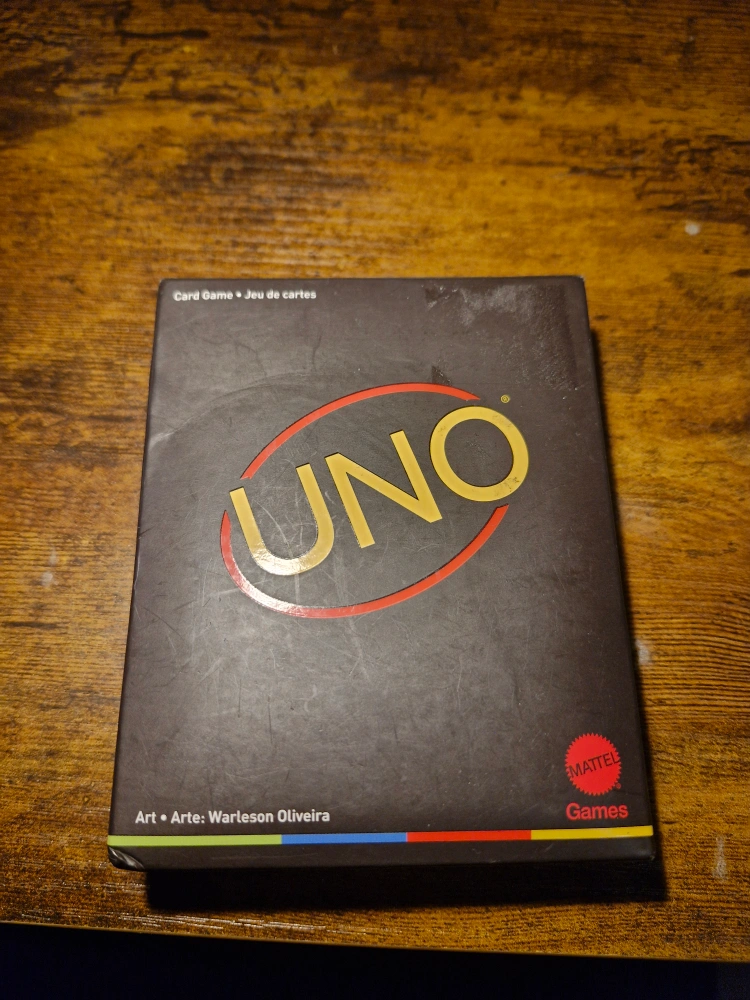 Card Game • Jeu de cartes
UNO®
MATTEL
Games
Art • Arte: Warleson Oliveira